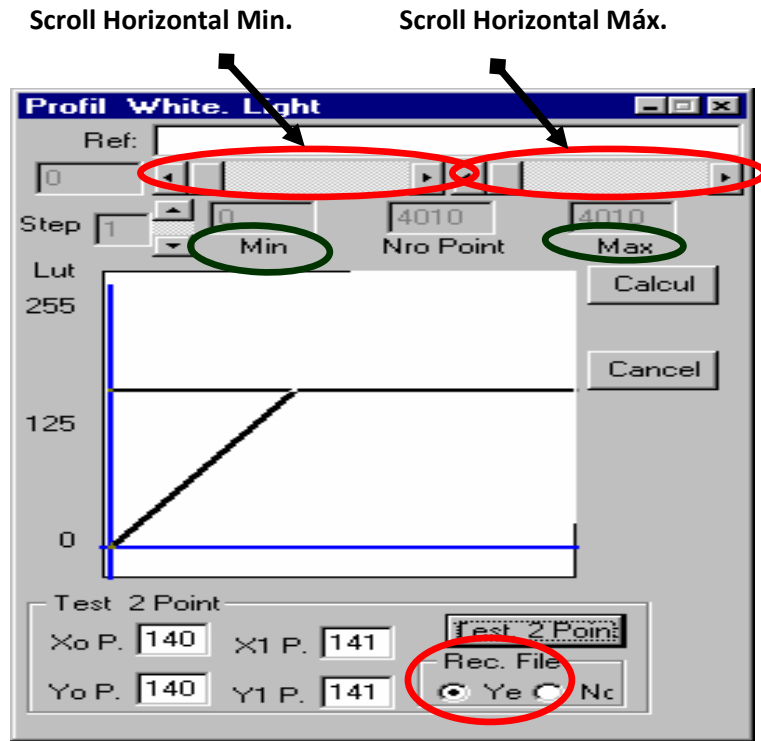 Scroll Horizontal Min. Scroll Horizontal Máx.
Profil White. Light
Ref:
0
Step 1 0 4010 4010
Min Nro Point Max
Lut
255
125
0
Calcul
Cancel
Test 2 Point
Xo P. 140 X1 P. 141 Test. 2 Point
Rec. File
Yo P. 140 Y1 P. 141 Ye Nc